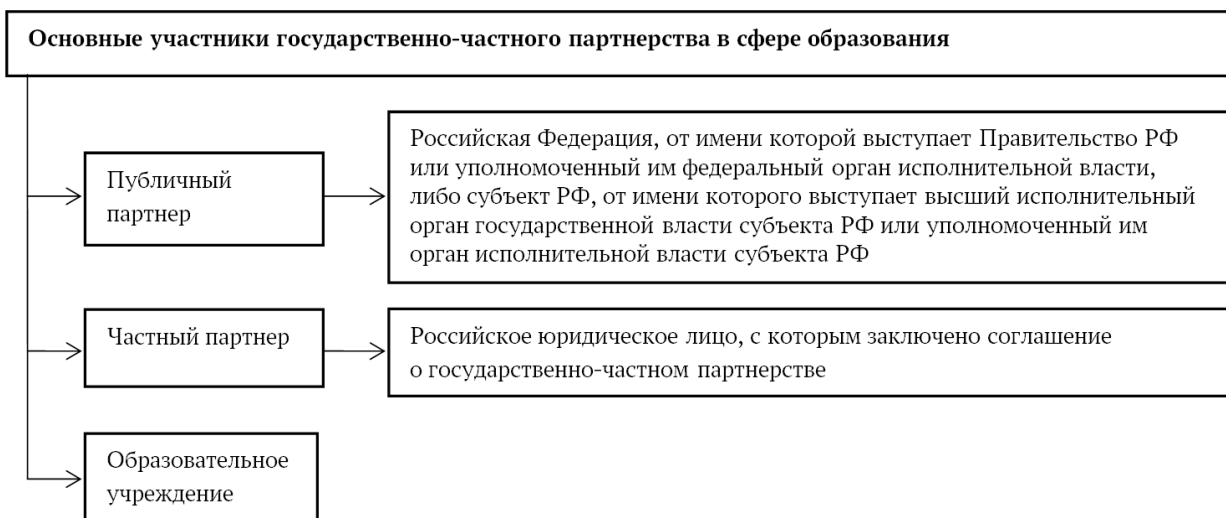 Основные участники государственно-частного партнерства в сфере образования
Публичный
партнер
Российская Федерация, от имени которой выступает Правительство РФ
или уполномоченный им федеральный орган исполнительной власти,
либо субъект РФ, от имени которого выступает высший исполнительный
орган государственной власти субъекта РФ или уполномоченный им
орган исполнительной власти субъекта РФ
Частный партнер
Российское юридическое лицо, с которым заключено соглашение
о государственно-частном партнерстве
Образовательное
учреждение